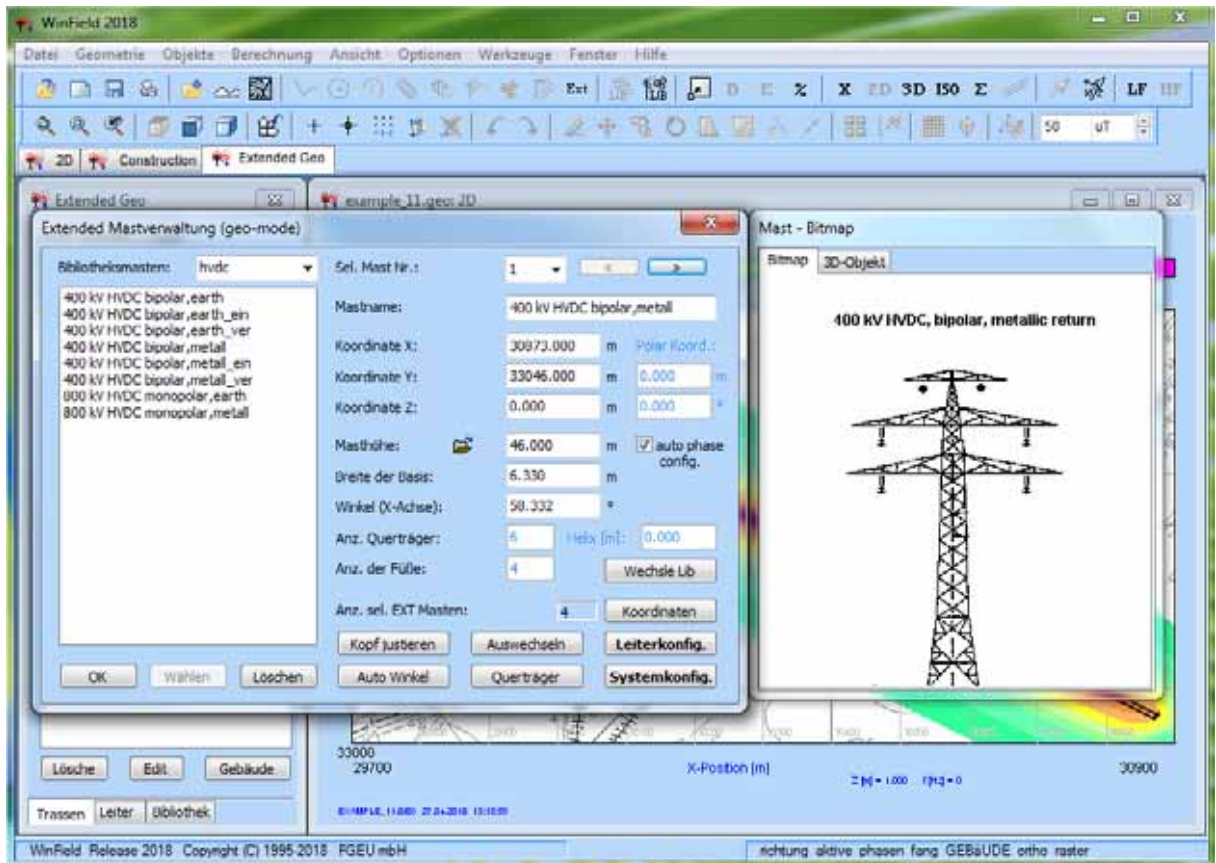 WinField 2018
Datei Geometrie Objekte Berechnung Ansicht Optionen Werkzeuge Fenster Hilfe
Ext LIB D E % X 2D 3D ISO Σ LF HF
50 uT
2D Construction Extended Geo
Extended Geo
example_11.geo: 2D
Extended Mastverwaltung (geo-mode)
Bibliotheksmasten: hvdc
400 kV HVDC bipolar,earth
400 kV HVDC bipolar,earth_ein
400 kV HVDC bipolar,earth_ver
400 kV HVDC bipolar,metall
400 kV HVDC bipolar,metall_ein
400 kV HVDC bipolar,metall_ver
800 kV HVDC monopolar,earth
800 kV HVDC monopolar,metall
OK Wählen Löschen
Sel. Mast Nr.: 1 < >
Mastname: 400 kV HVDC bipolar,metall
Koordinate X: 30873.000 m Polar Koord.:
Koordinate Y: 33046.000 m 0.000 m
Koordinate Z: 0.000 m 0.000 °
Masthöhe: 46.000 m auto phase config.
Breite der Basis: 6.330 m
Winkel (X-Achse): 58.332 °
Anz. Querträger: 6 Helix [m]: 0.000
Anz. der Füße: 4 Wechsle Lib
Anz. sel. EXT Masten: 4 Koordinaten
Kopf justieren Auswechseln Leiterkonfig.
Auto Winkel Querträger Systemkonfig.
Mast - Bitmap
Bitmap 3D-Objekt
400 kV HVDC, bipolar, metallic return
Lösche Edit Gebäude
Trassen Leiter Bibliothek
33000
29700 X-Position [m] 30900
Z [m] = 1.000 f [Hz] = 0
EXAMPLE_11.GEO
WinField Release 2018 Copyright (C) 1995-2018 FGEU mbH
richtung aktive phasen fang GEBäUDE ortho raster